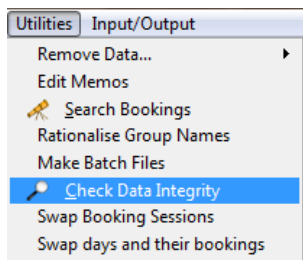 Utilities Input/Output
Remove Data...
Edit Memos
Search Bookings
Rationalise Group Names
Make Batch Files
Check Data Integrity
Swap Booking Sessions
Swap days and their bookings